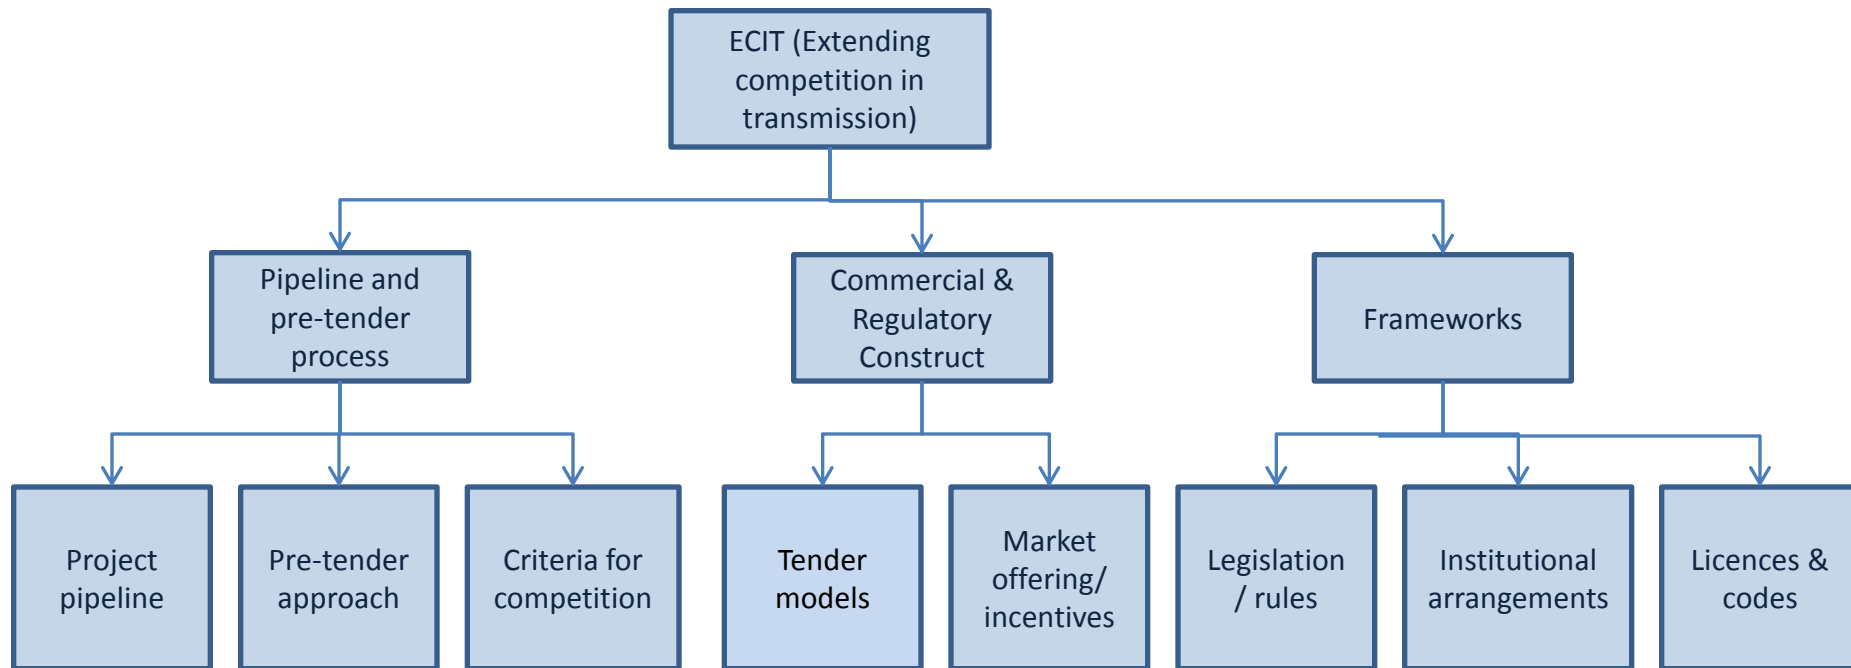 ECIT (Extending
competition in
transmission)
Pipeline and
pre-tender
process
Commercial &
Regulatory
Construct
Frameworks
Project
pipeline
Pre-tender
approach
Criteria for
competition
Tender
models
Market
offering/
incentives
Legislation
/ rules
Institutional
arrangements
Licences &
codes